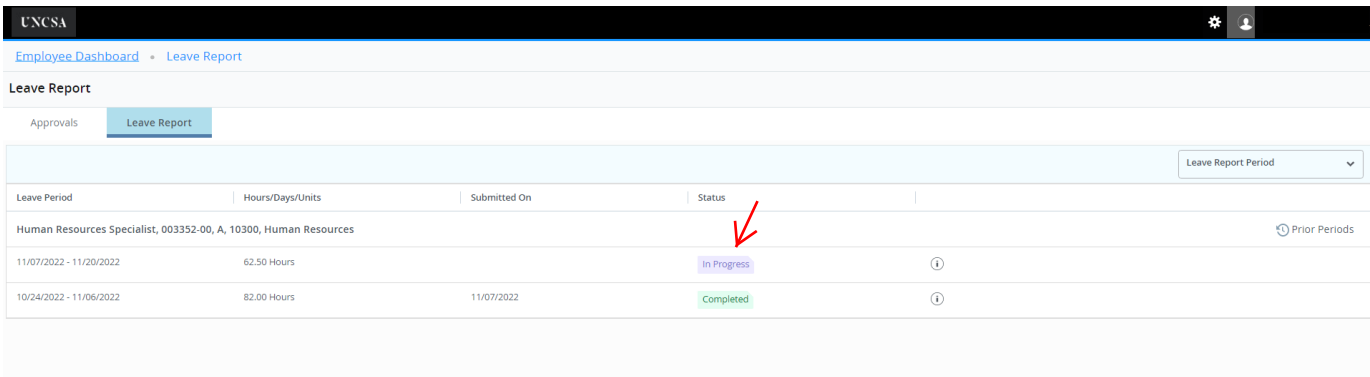 UNCSA
Employee Dashboard • Leave Report
Leave Report
Approvals Leave Report
Leave Report Period
Leave Period Hours/Days/Units Submitted On Status
Human Resources Specialist, 003352-00, A, 10300, Human Resources Prior Periods
11/07/2022 - 11/20/2022 62.50 Hours In Progress
10/24/2022 - 11/06/2022 82.00 Hours 11/07/2022 Completed